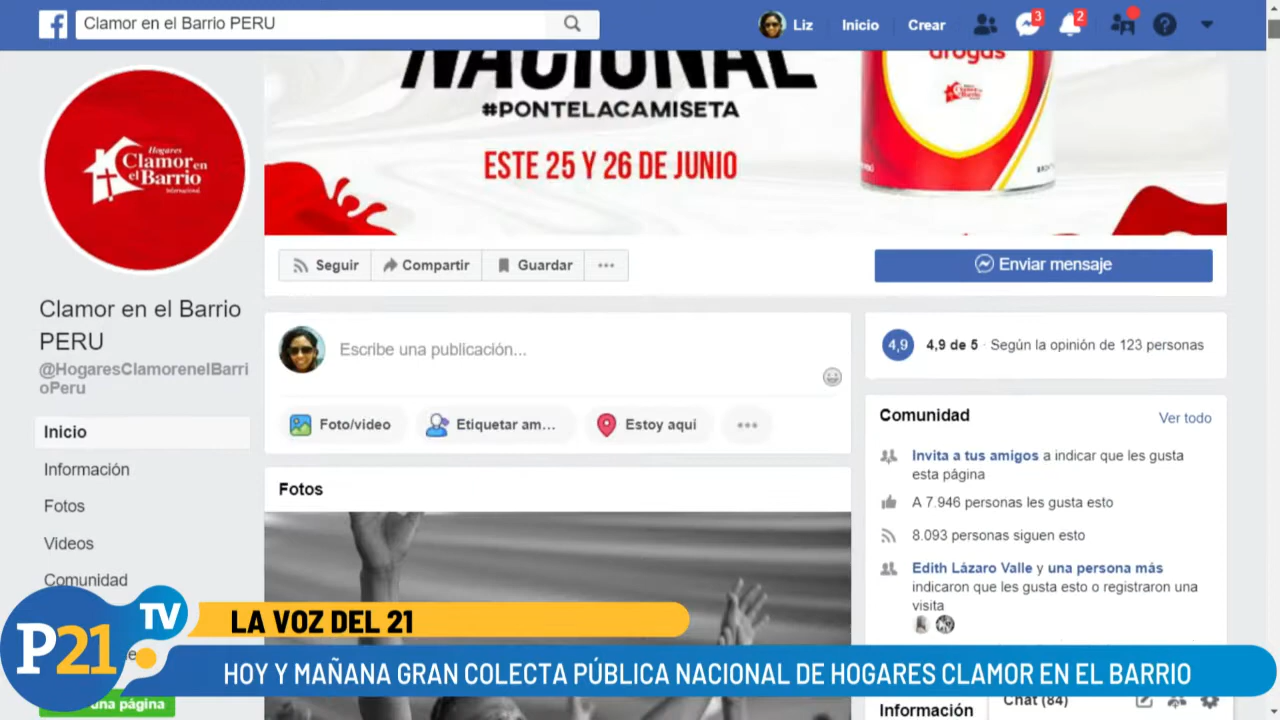 Clamor en el Barrio PERU
Liz
Inicio
Crear
3
2
NACIONAL
#PONTELACAMISETA
ESTE 25 Y 26 DE JUNIO
drogas
Hogares
Clamor en
el Barrio
Internacional
Seguir
Compartir
Guardar
Enviar mensaje
Clamor en el Barrio
PERU
@HogaresClamorenelBarri
oPeru
Inicio
Información
Fotos
Videos
Comunidad
Escribe una publicación...
Foto/video
Etiquetar am...
Estoy aquí
Fotos
4,9
4,9 de 5 · Según la opinión de 123 personas
Comunidad
Ver todo
Invita a tus amigos a indicar que les gusta
esta página
A 7.946 personas les gusta esto
8.093 personas siguen esto
Edith Lázaro Valle y una persona más
indicaron que les gusta esto o registraron una
visita
P21
TV
LA VOZ DEL 21
HOY Y MAÑANA GRAN COLECTA PÚBLICA NACIONAL DE HOGARES CLAMOR EN EL BARRIO
una página
Información
Chat (84)